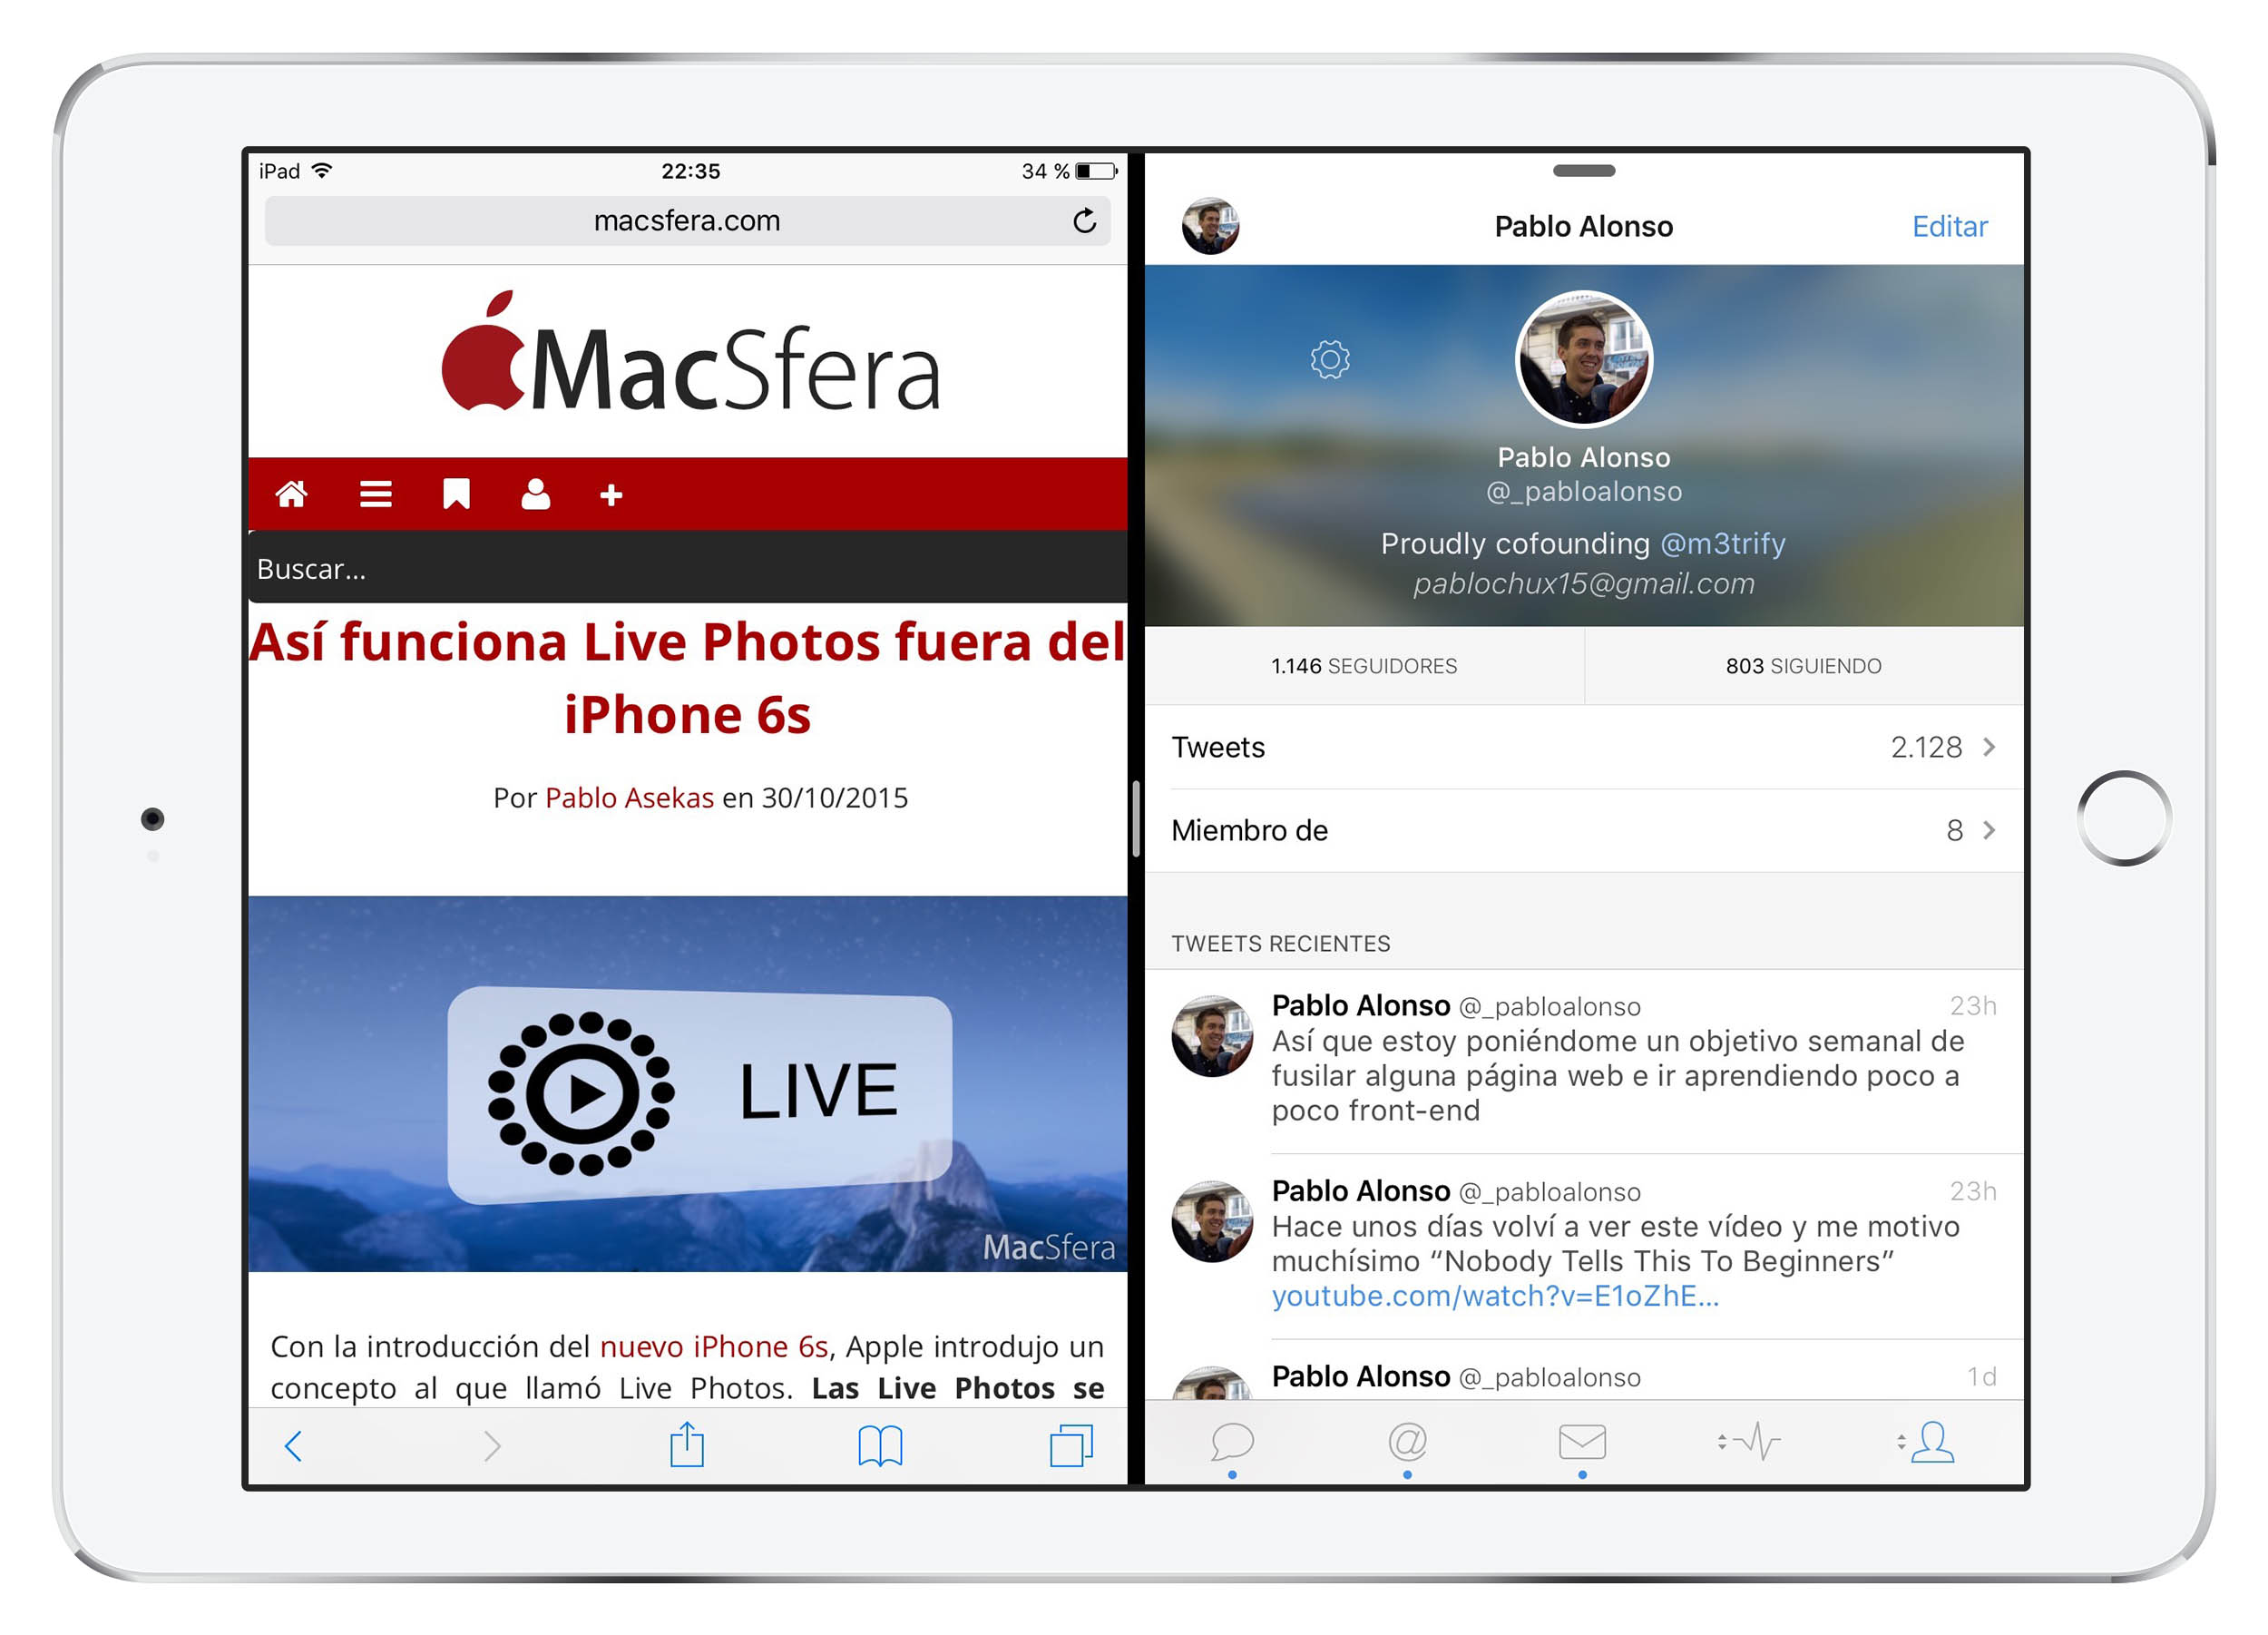 iPad 22:35 34 %
macsfera.com
MacSfera
Buscar...
Así funciona Live Photos fuera del
iPhone 6s
Por Pablo Asekas en 30/10/2015
LIVE
MacSfera
Con la introducción del nuevo iPhone 6s, Apple introdujo un
concepto al que llamó Live Photos. Las Live Photos se
Pablo Alonso Editar
Pablo Alonso
@_pabloalonso
Proudly cofounding @m3trify
pablochux15@gmail.com
1.146 SEGUIDORES 803 SIGUIENDO
Tweets 2.128
Miembro de 8
TWEETS RECIENTES
Pablo Alonso @_pabloalonso 23h
Así que estoy poniéndome un objetivo semanal de
fusilar alguna página web e ir aprendiendo poco a
poco front-end
Pablo Alonso @_pabloalonso 23h
Hace unos días volví a ver este vídeo y me motivo
muchísimo “Nobody Tells This To Beginners”
youtube.com/watch?v=E1oZhE...
Pablo Alonso @_pabloalonso 1d